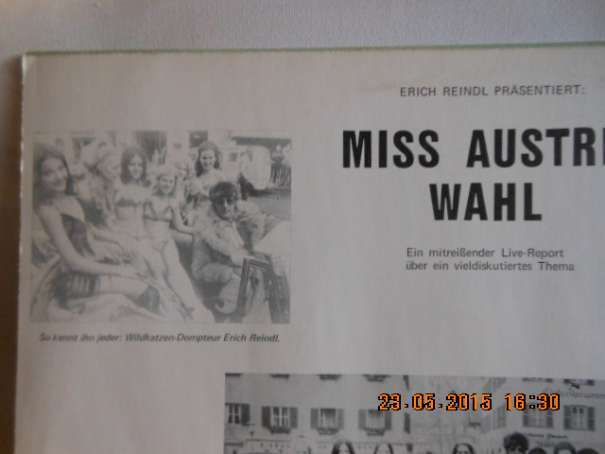 ERICH REINDL PRÄSENTIERT:
MISS AUSTRI
WAHL
Ein mitreißender Live-Report
über ein vieldiskutiertes Thema
So kennt ihn jeder: Wildkatzen-Dompteur Erich Reindl.
23.05.2015 16:30